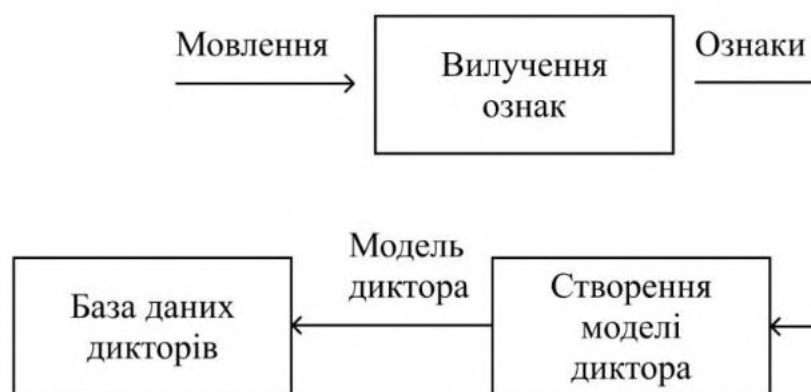 Мовлення
Вилучення
ознак
Ознаки
Модель
диктора
База даних
дикторів
Створення
моделі
диктора